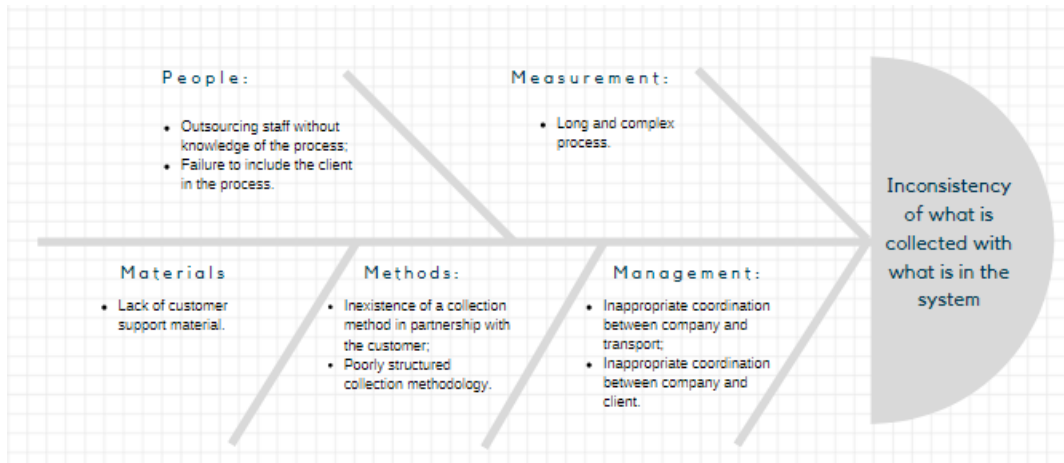 People:
• Outsourcing staff without
knowledge of the process;
• Failure to include the client
in the process.
Measurement:
• Long and complex
process.
Materials
• Lack of customer
support material.
Methods:
• Inexistence of a collection
method in partnership with
the customer;
• Poorly structured
collection methodology.
Management:
• Inappropriate coordination
between company and
transport;
• Inappropriate coordination
between company and
client.
Inconsistency
of what is
collected with
what is in the
system